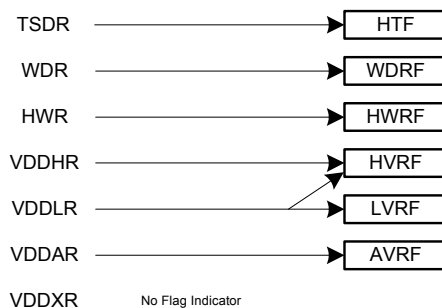 TSDR HTF
WDR WDRF
HWR HWRF
VDDHR HVRF
VDDLR LVRF
VDDAR AVRF
VDDXR No Flag Indicator